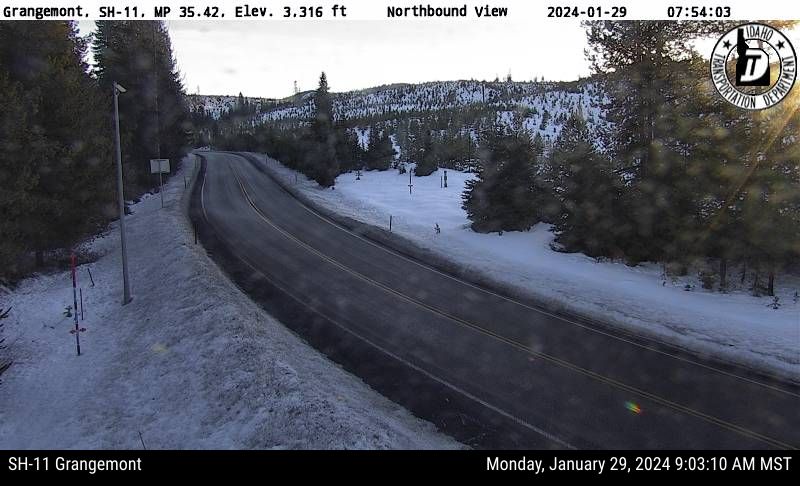 Grangemont, SH-11, MP 35.42, Elev. 3,316 ft Northbound View 2024-01-29 07:54:03
IDAHO
TRANSPORTATION DEPARTMENT
SH-11 Grangemont Monday, January 29, 2024 9:03:10 AM MST